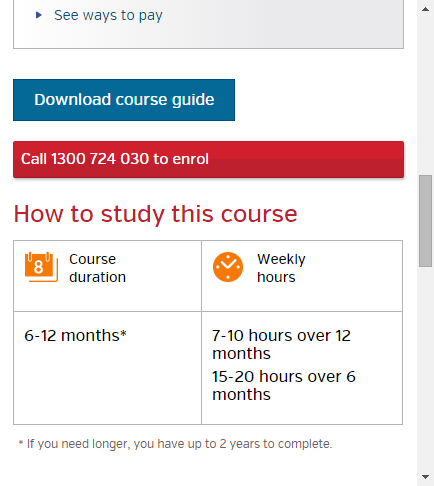 See ways to pay
Download course guide
Call 1300 724 030 to enrol
How to study this course
8
Course
duration
Weekly
hours
6-12 months*
7-10 hours over 12
months
15-20 hours over 6
months
* If you need longer, you have up to 2 years to complete.